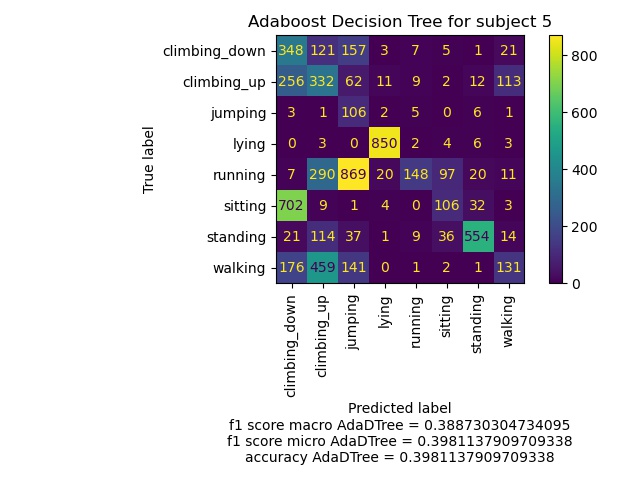 Adaboost Decision Tree for subject 5
climbing_down 348 121 157 3 7 5 1 21
climbing_up 256 332 62 11 9 2 12 113
jumping 3 1 106 2 5 0 6 1
lying 0 3 0 850 2 4 6 3
running 7 290 869 20 148 97 20 11
sitting 702 9 1 4 0 106 32 3
standing 21 114 37 1 9 36 554 14
walking 176 459 141 0 1 2 1 131
True label
800
600
400
200
0
climbing_down climbing_up jumping lying running sitting standing walking
Predicted label
f1 score macro AdaDTree = 0.388730304734095
f1 score micro AdaDTree = 0.3981137909709338
accuracy AdaDTree = 0.3981137909709338